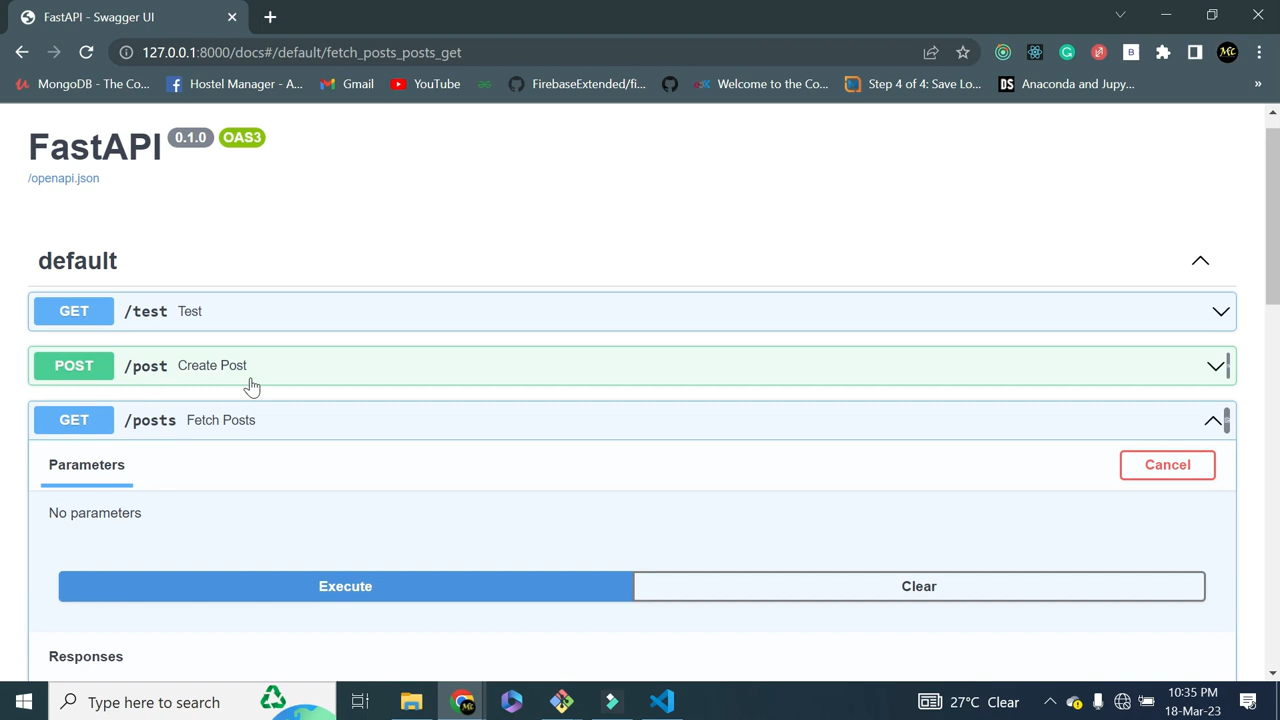 FastAPI - Swagger UI
127.0.0.1:8000/docs#/default/fetch_posts_posts_get
MongoDB - The Co...
Hostel Manager - A...
Gmail
YouTube
FirebaseExtended/fi...
Welcome to the Co...
Step 4 of 4: Save Lo...
DS Anaconda and Jupy...
»
FastAPI 0.1.0 OAS3
/openapi.json
default
GET /test Test
POST /post Create Post
GET /posts Fetch Posts
Parameters
Cancel
No parameters
Execute
Clear
Responses
Type here to search
27°C Clear
10:35 PM
18-Mar-23